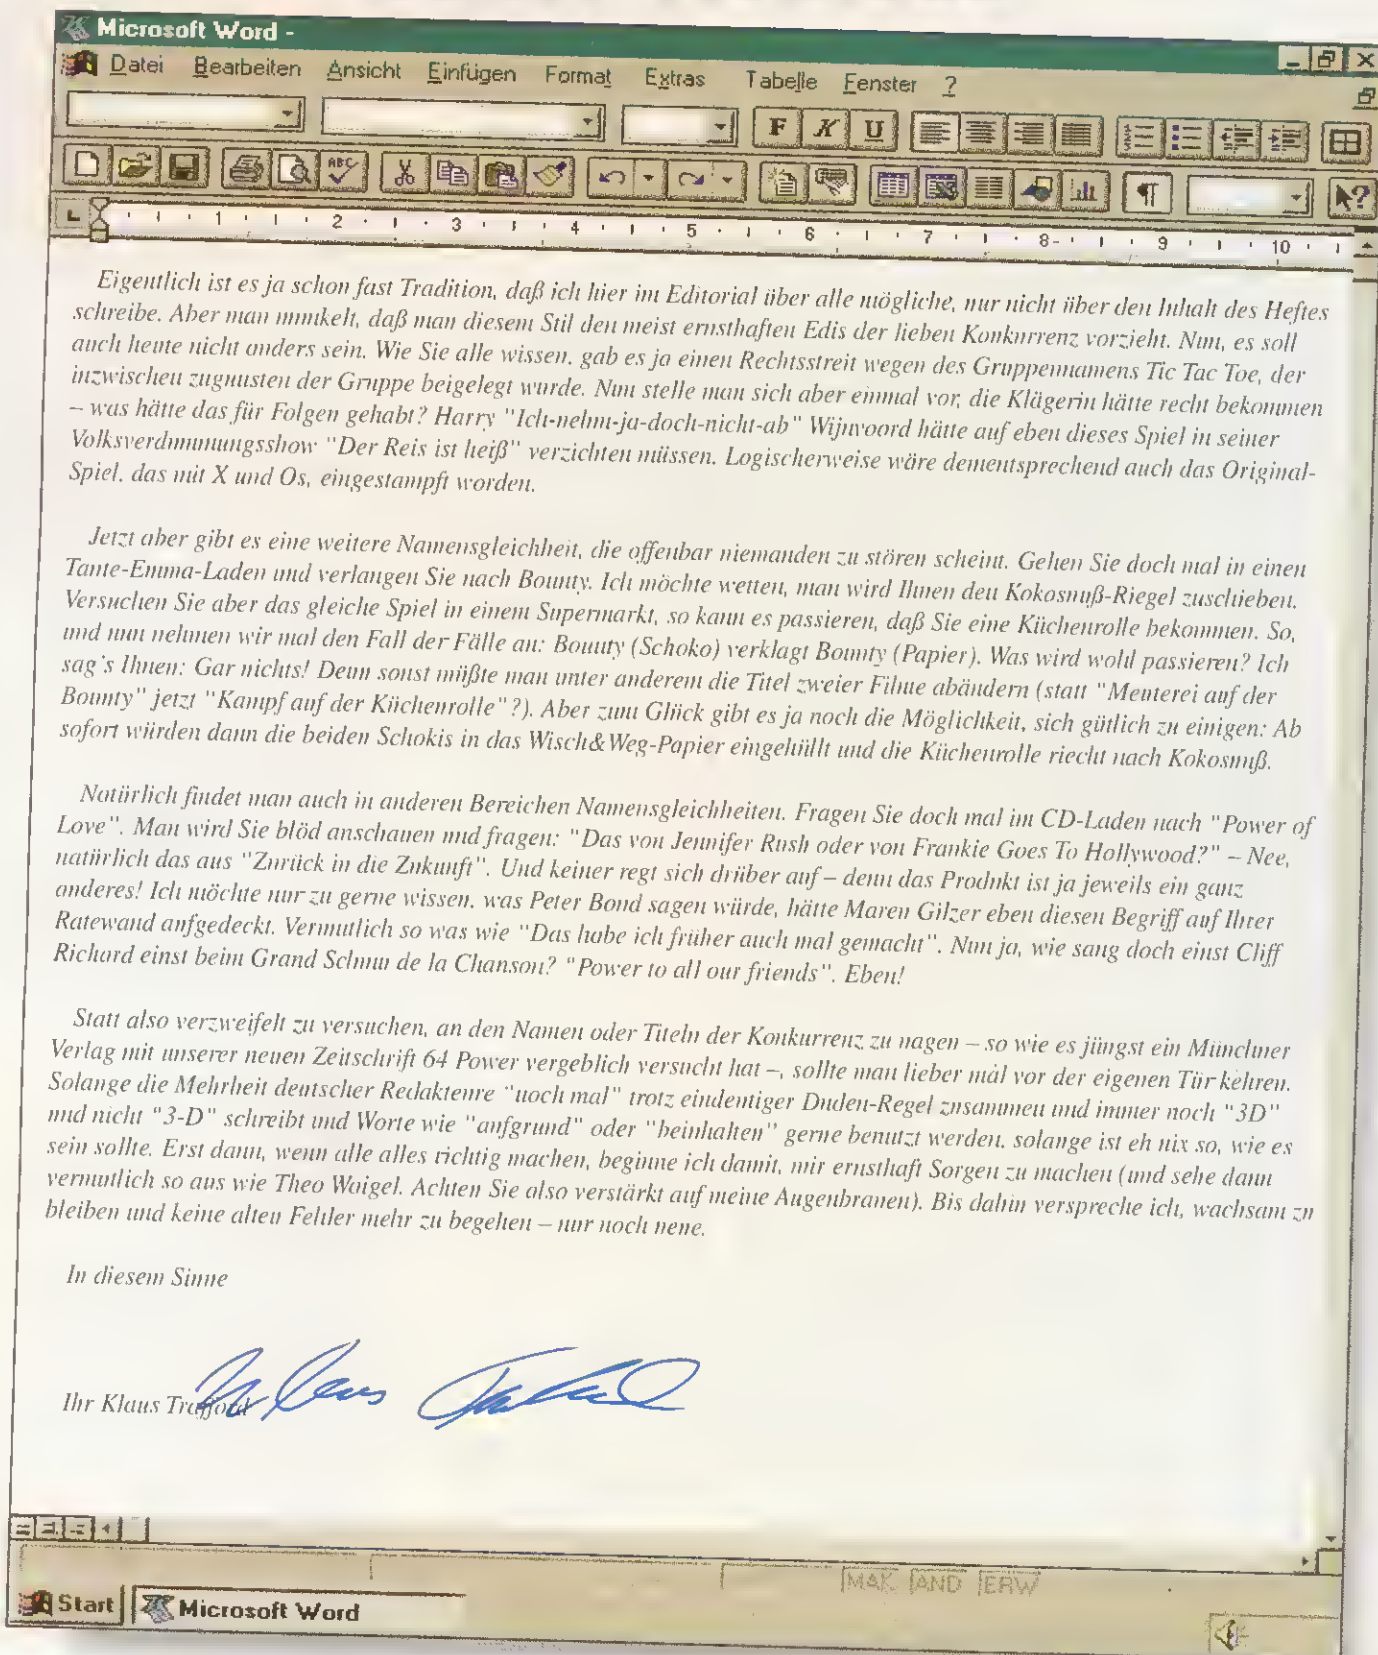 Microsoft Word -
Datei Bearbeiten Ansicht Einfügen Format Extras Tabelle Fenster ?
F K U
ABC
1 2 3 4 5 6 7 8 9 10
Eigentlich ist es ja schon fast Tradition, daß ich hier im Editorial über alle mögliche, nur nicht über den Inhalt des Heftes
schreibe. Aber man munkelt, daß man diesem Stil den meist ernsthaften Edis der lieben Konkurrenz vorzieht. Nun, es soll
auch heute nicht anders sein. Wie Sie alle wissen, gab es ja einen Rechtsstreit wegen des Gruppennamens Tic Tac Toe, der
inzwischen zugunsten der Gruppe beigelegt wurde. Nun stelle man sich aber einmal vor, die Klägerin hätte recht bekommen
– was hätte das für Folgen gehabt? Harry "Ich-nehm-ja-doch-nicht-ab" Wijnvoord hätte auf eben dieses Spiel in seiner
Volksverdummungsshow "Der Reis ist heiß" verzichten müssen. Logischerweise wäre dementsprechend auch das Original-
Spiel, das mit X und Os, eingestampft worden.
Jetzt aber gibt es eine weitere Namensgleichheit, die offenbar niemanden zu stören scheint. Gehen Sie doch mal in einen
Tante-Emma-Laden und verlangen Sie nach Bounty. Ich möchte wetten, man wird Ihnen den Kokosnuß-Riegel zuschieben.
Versuchen Sie aber das gleiche Spiel in einem Supermarkt, so kann es passieren, daß Sie eine Küchenrolle bekommen. So,
und nun nehmen wir mal den Fall der Fälle an: Bounty (Schoko) verklagt Bounty (Papier). Was wird wohl passieren? Ich
sag's Ihnen: Gar nichts! Denn sonst müßte man unter anderem die Titel zweier Filme abändern (statt "Meuterei auf der
Bounty" jetzt "Kampf auf der Küchenrolle"?). Aber zum Glück gibt es ja noch die Möglichkeit, sich gütlich zu einigen: Ab
sofort würden dann die beiden Schokis in das Wisch&Weg-Papier eingehüllt und die Küchenrolle riecht nach Kokosnuß.
Natürlich findet man auch in anderen Bereichen Namensgleichheiten. Fragen Sie doch mal im CD-Laden nach "Power of
Love". Man wird Sie blöd anschauen und fragen: "Das von Jennifer Rush oder von Frankie Goes To Hollywood?" – Nee,
natürlich das aus "Zurück in die Zukunft". Und keiner regt sich drüber auf – denn das Produkt ist ja jeweils ein ganz
anderes! Ich möchte nur zu gerne wissen, was Peter Bond sagen würde, hätte Maren Gilzer eben diesen Begriff auf Ihrer
Ratewand aufgedeckt. Vermutlich so was wie "Das habe ich früher auch mal gemacht". Nun ja, wie sang doch einst Cliff
Richard einst beim Grand Schnur de la Chanson? "Power to all our friends". Eben!
Statt also verzweifelt zu versuchen, an den Namen oder Titeln der Konkurrenz zu nagen – so wie es jüngst ein Münchner
Verlag mit unserer neuen Zeitschrift 64 Power vergeblich versucht hat –, sollte man lieber mal vor der eigenen Tür kehren.
Solange die Mehrheit deutscher Redakteure "noch mal" trotz eindeutiger Duden-Regel zusammen und immer noch "3D"
und nicht "3-D" schreibt und Worte wie "aufgrund" oder "beinhalten" gerne benutzt werden, solange ist eh nix so, wie es
sein sollte. Erst dann, wenn alle alles richtig machen, beginne ich damit, mir ernsthaft Sorgen zu machen (und sehe dann
vermutlich so aus wie Theo Waigel. Achten Sie also verstärkt auf meine Augenbrauen). Bis dahin verspreche ich, wachsam zu
bleiben und keine alten Fehler mehr zu begehen – nur noch neue.
In diesem Sinne
Ihr Klaus Trafford
MAK AND ERW
Start Microsoft Word